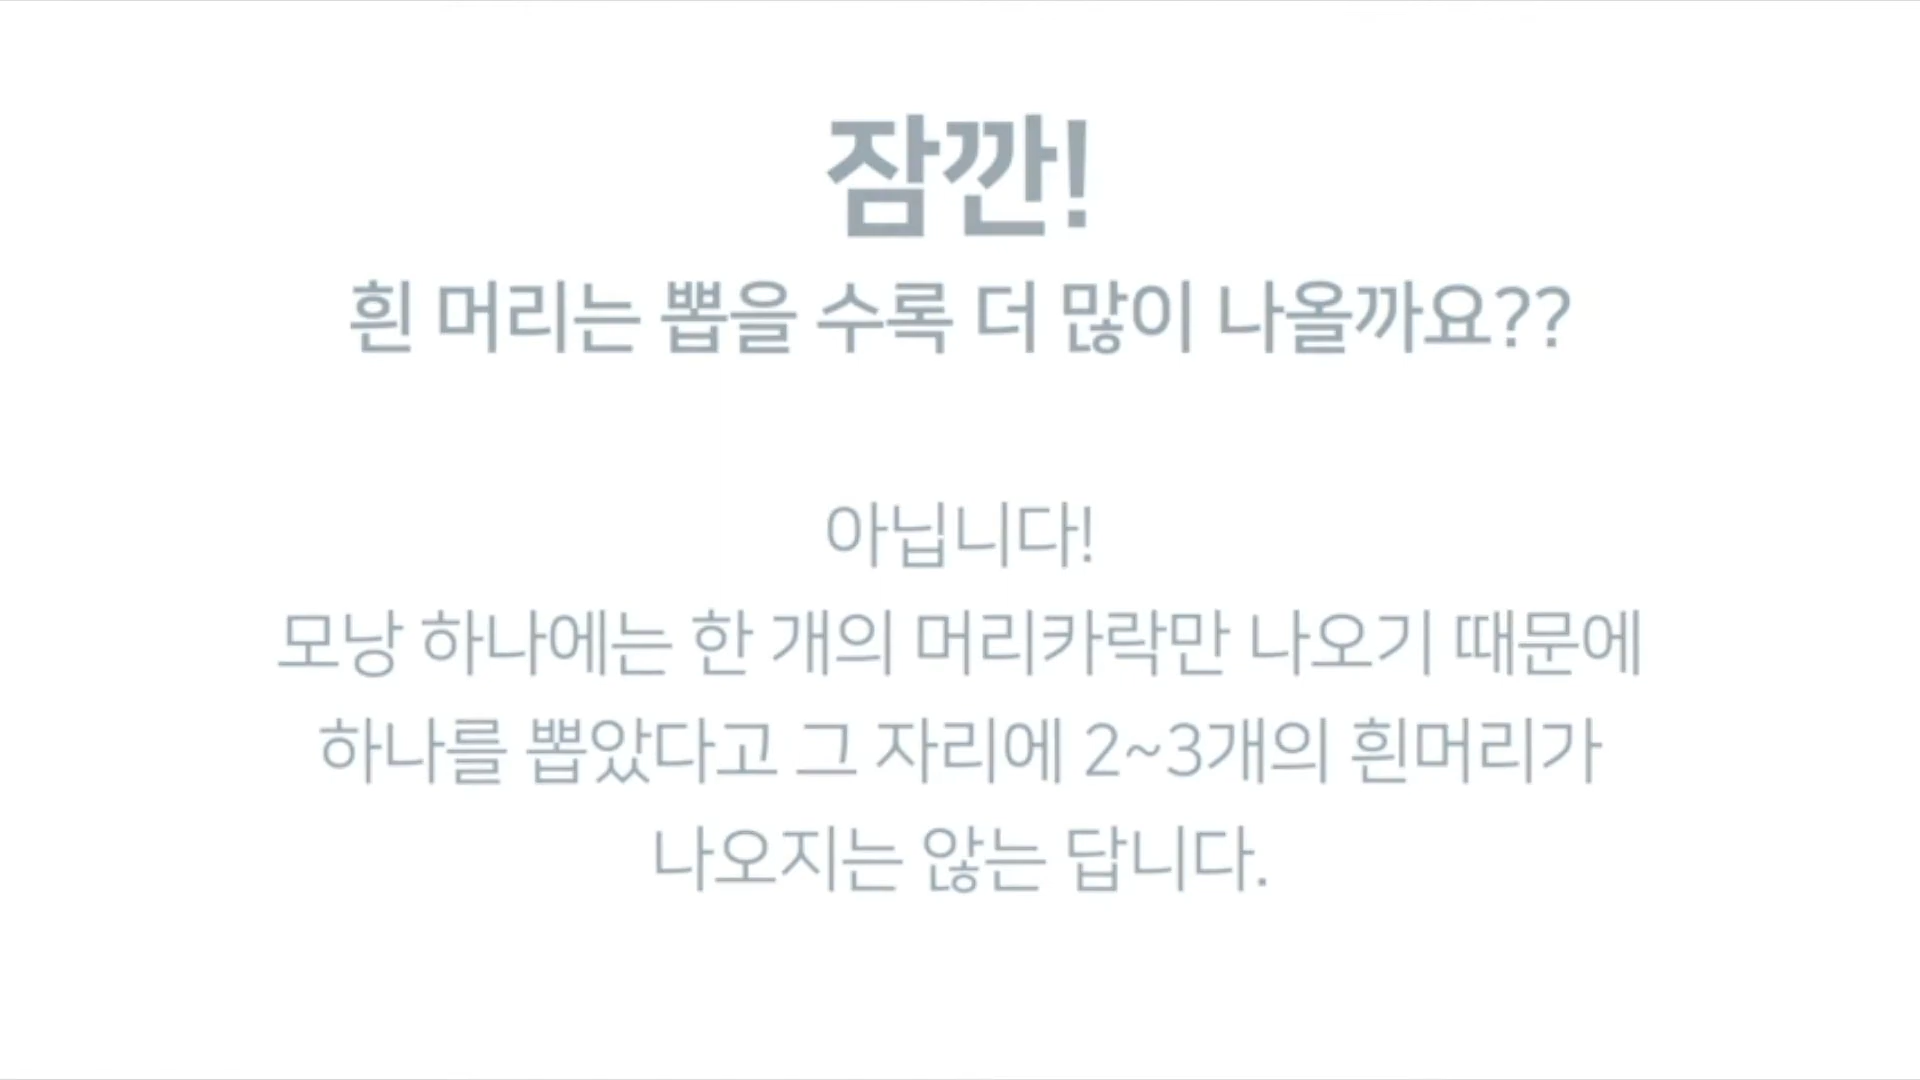 잠깐!
흰 머리는 뽑을 수록 더 많이 나올까요??
아닙니다!
모낭 하나에는 한 개의 머리카락만 나오기 때문에
하나를 뽑았다고 그 자리에 2~3개의 흰머리가
나오지는 않는 답니다.